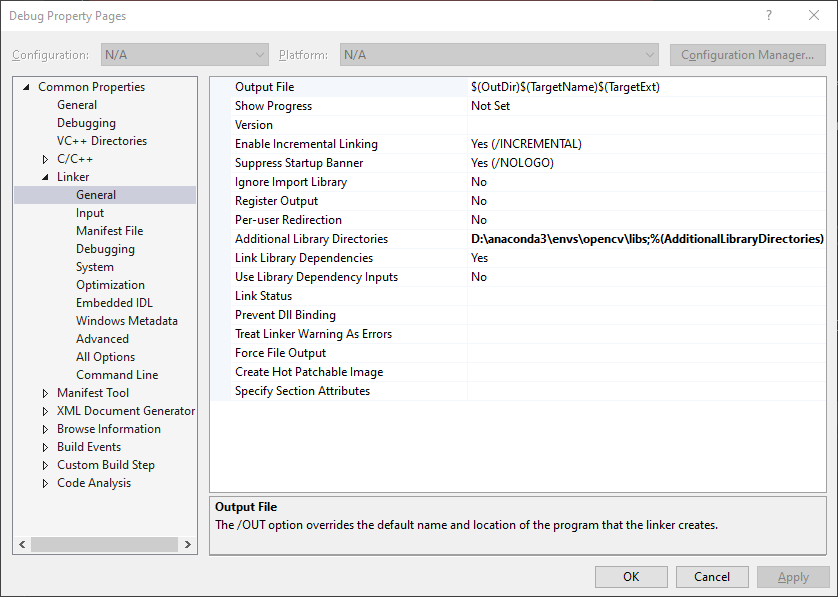 Debug Property Pages
?
Configuration: N/A Platform: N/A Configuration Manager...
Common Properties
General
Debugging
VC++ Directories
C/C++
Linker
General
Input
Manifest File
Debugging
System
Optimization
Embedded IDL
Windows Metadata
Advanced
All Options
Command Line
Manifest Tool
XML Document Generator
Browse Information
Build Events
Custom Build Step
Code Analysis
Output File $(OutDir)$(TargetName)$(TargetExt)
Show Progress Not Set
Version
Enable Incremental Linking Yes (/INCREMENTAL)
Suppress Startup Banner Yes (/NOLOGO)
Ignore Import Library No
Register Output No
Per-user Redirection No
Additional Library Directories D:\anaconda3\envs\opencv\libs;%(AdditionalLibraryDirectories)
Link Library Dependencies Yes
Use Library Dependency Inputs No
Link Status
Prevent Dll Binding
Treat Linker Warning As Errors
Force File Output
Create Hot Patchable Image
Specify Section Attributes
Output File
The /OUT option overrides the default name and location of the program that the linker creates.
OK Cancel Apply